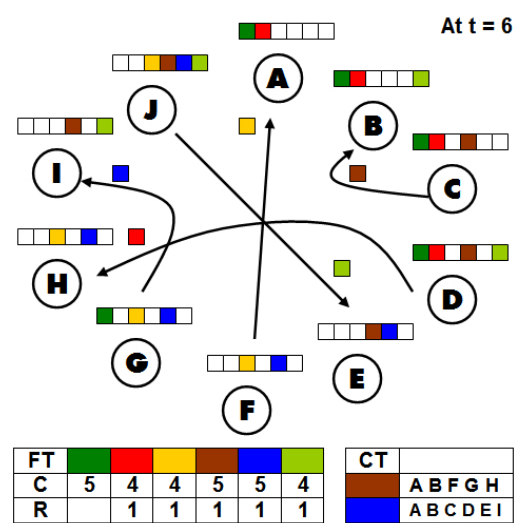 At t = 6
A
J
B
I
C
H
D
G
E
F
FT
C 5 4 4 5 5 4
R 1 1 1 1 1
CT
A B F G H
A B C D E I